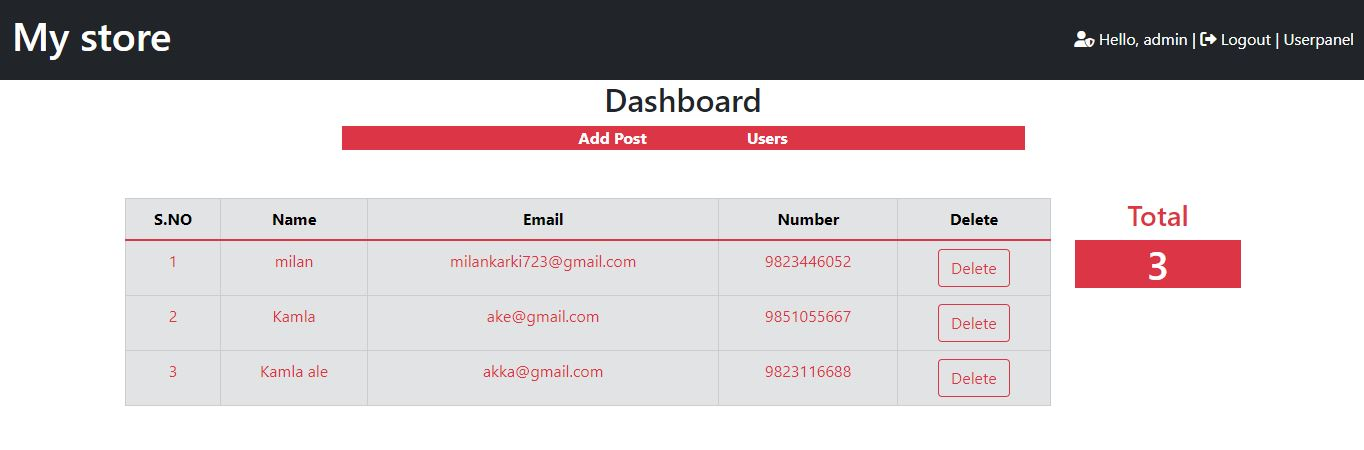 My store
Hello, admin | Logout | Userpanel
Dashboard
Add Post Users
S.NO Name Email Number Delete
1 milan milankarki723@gmail.com 9823446052 Delete
2 Kamla ake@gmail.com 9851055667 Delete
3 Kamla ale akka@gmail.com 9823116688 Delete
Total
3